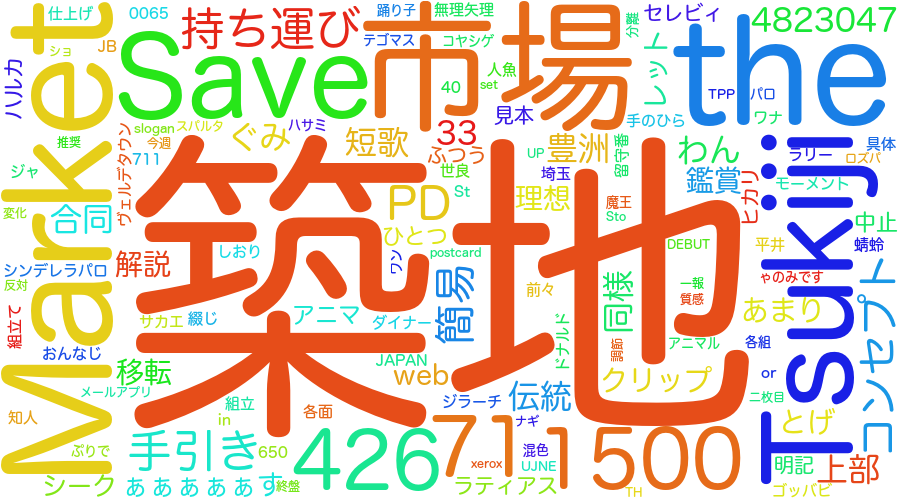 仕上げ
0065
踊り子
無理矢理
セレビィ
4823047
持ち運び
テゴマス
コヤシゲ
分離
ショ
JB
Save
市場
the
人魚
40
set
レット
TPP
パロ
ハルカ
Market
slogan
スパルタ
ハサミ
見本
手のひら
ワナ
推奨
今週
ぐみ
短歌
33
ふつう
UP
豊洲
留守番
わん
ラリー
具体
ロズパ
711
ヴェルデタウン
世良
埼玉
ジャ
St
理想
鑑賞
ヒカリ
モーメント
変化
合同
PD
魔王
Sto
Tsukiji
中止
築地
ひとつ
しおり
postcard
DEBUT
平井
蜻蛉
シンデレラパロ
解説
ワン
反対
簡易
前々
同様
一報
質感
ゃのみです
組立て
サカエ
綴じ
アニマ
ダイナー
ドナルド
あまり
コンセプト
おんなじ
JAPAN
調節
アニマル
各組
移転
web
クリップ
or
メールアプリ
組立
ジラーチ
伝統
二枚目
知人
in
各面
ナギ
とげ
手引き
426
711
1500
ぷりで
650
混色
明記
上部
xerox
UJNE
シーク
ぁぁぁぁぁす
終盤
ラティアス
TH
ゴッバビ